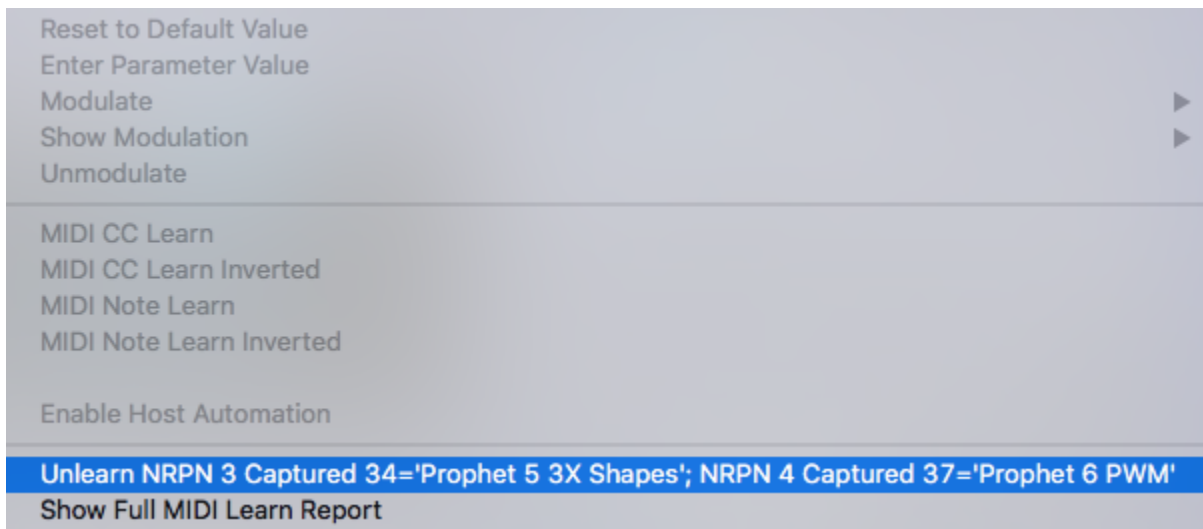 Reset to Default Value
Enter Parameter Value
Modulate
Show Modulation
Unmodulate
MIDI CC Learn
MIDI CC Learn Inverted
MIDI Note Learn
MIDI Note Learn Inverted
Enable Host Automation
Unlearn NRPN 3 Captured 34='Prophet 5 3X Shapes'; NRPN 4 Captured 37='Prophet 6 PWM'
Show Full MIDI Learn Report